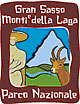 Gran Sasso
Monti della Laga
Parco Nazionale